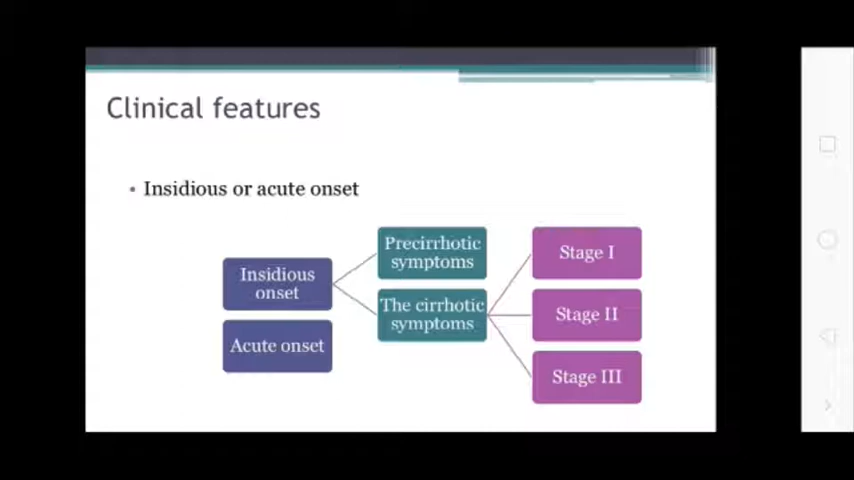 Clinical features
• Insidious or acute onset
Insidious
onset
Acute onset
Precirrhotic
symptoms
The cirrhotic
symptoms
Stage I
Stage II
Stage III